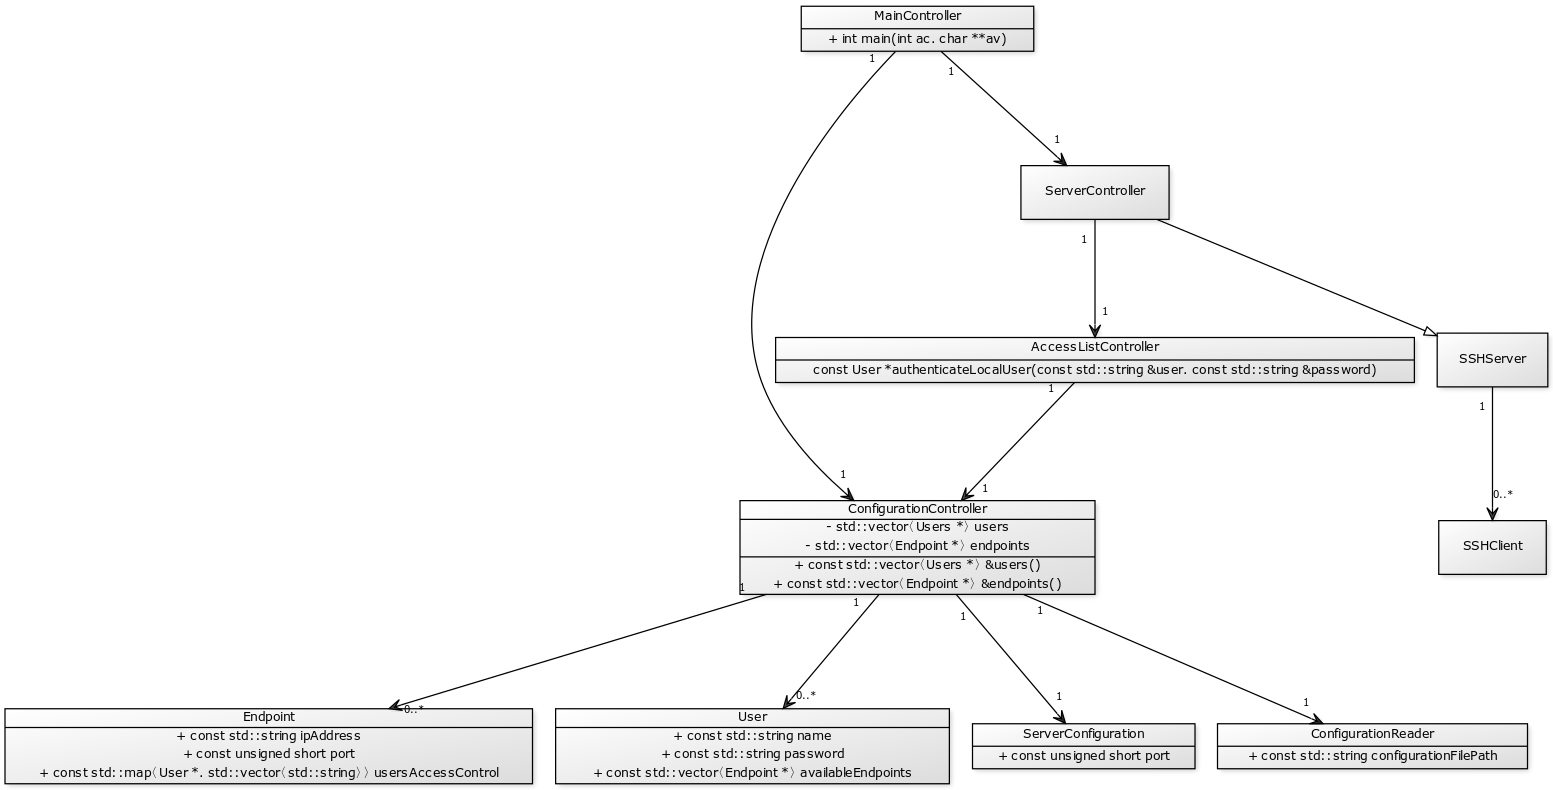 MainController
+ int main(int ac. char **av)
1
1
1
ServerController
1
1
AccessListController
const User *authenticateLocalUser(const std::string &user. const std::string &password)
SSHServer
1
1
1
1
0..*
ConfigurationController
- std::vector〈Users *〉 users
- std::vector〈Endpoint *〉 endpoints
+ const std::vector〈Users *〉 &users()
+ const std::vector〈Endpoint *〉 &endpoints()
SSHClient
1
1
1
1
0..*
0..*
1
1
Endpoint
+ const std::string ipAddress
+ const unsigned short port
+ const std::map〈User *. std::vector〈std::string〉〉 usersAccessControl
User
+ const std::string name
+ const std::string password
+ const std::vector〈Endpoint *〉 availableEndpoints
ServerConfiguration
+ const unsigned short port
ConfigurationReader
+ const std::string configurationFilePath